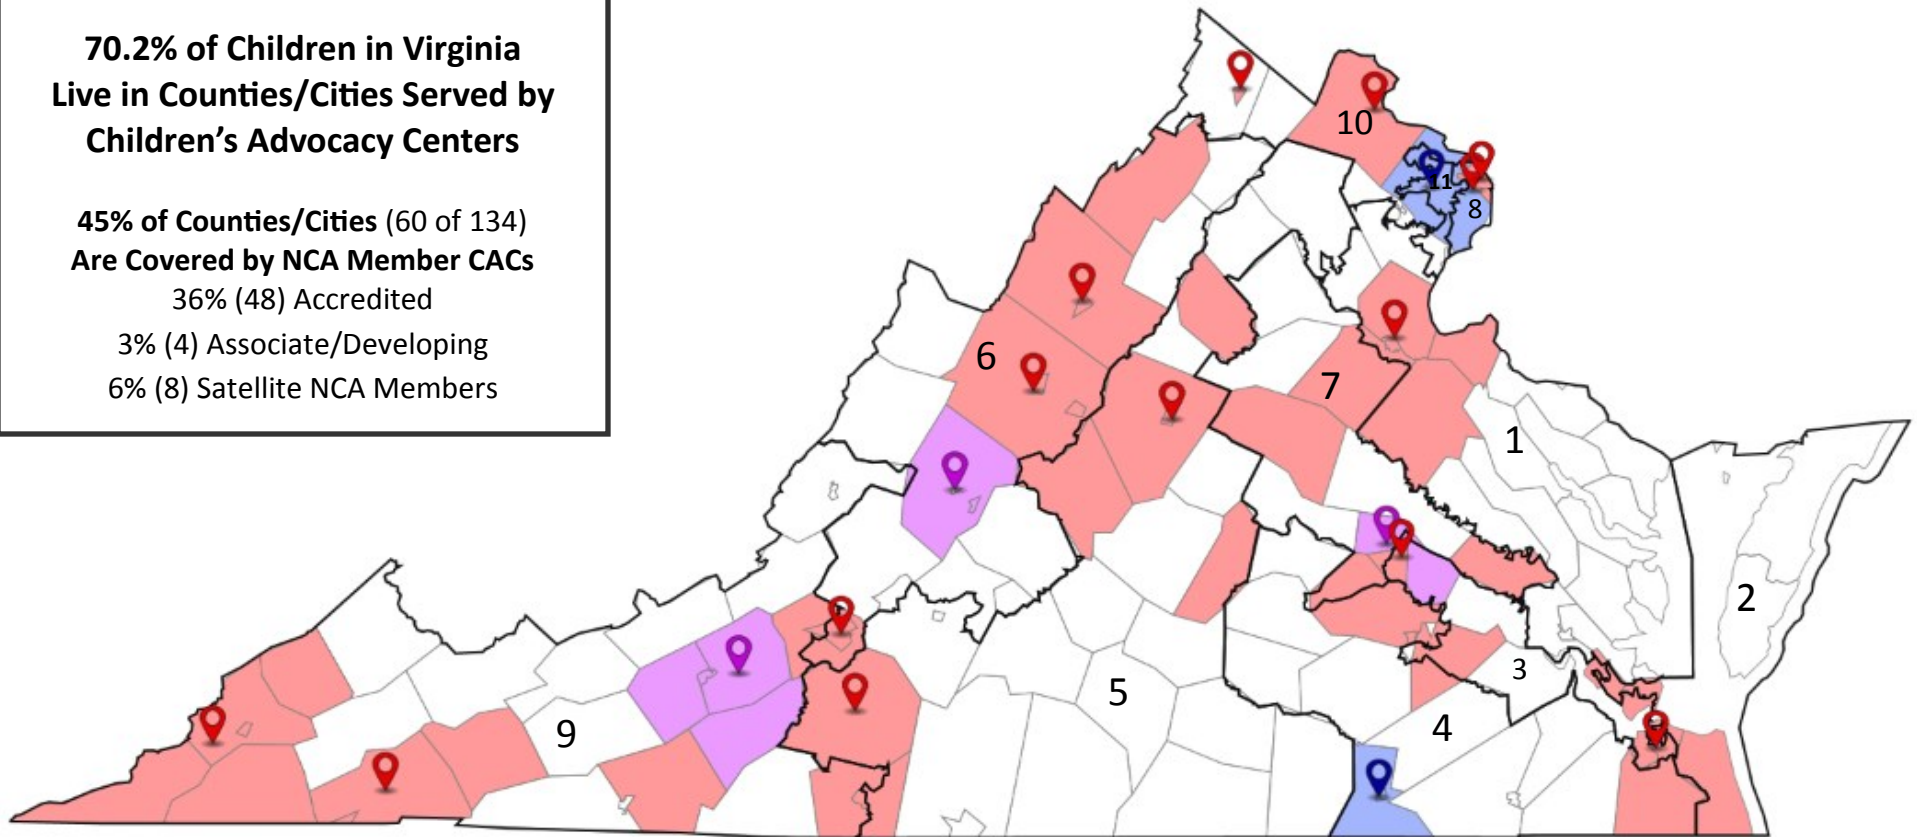 70.2% of Children in Virginia
Live in Counties/Cities Served by
Children’s Advocacy Centers
45% of Counties/Cities (60 of 134)
Are Covered by NCA Member CACs
36% (48) Accredited
3% (4) Associate/Developing
6% (8) Satellite NCA Members
10
11
8
6
7
1
2
3
5
4
9